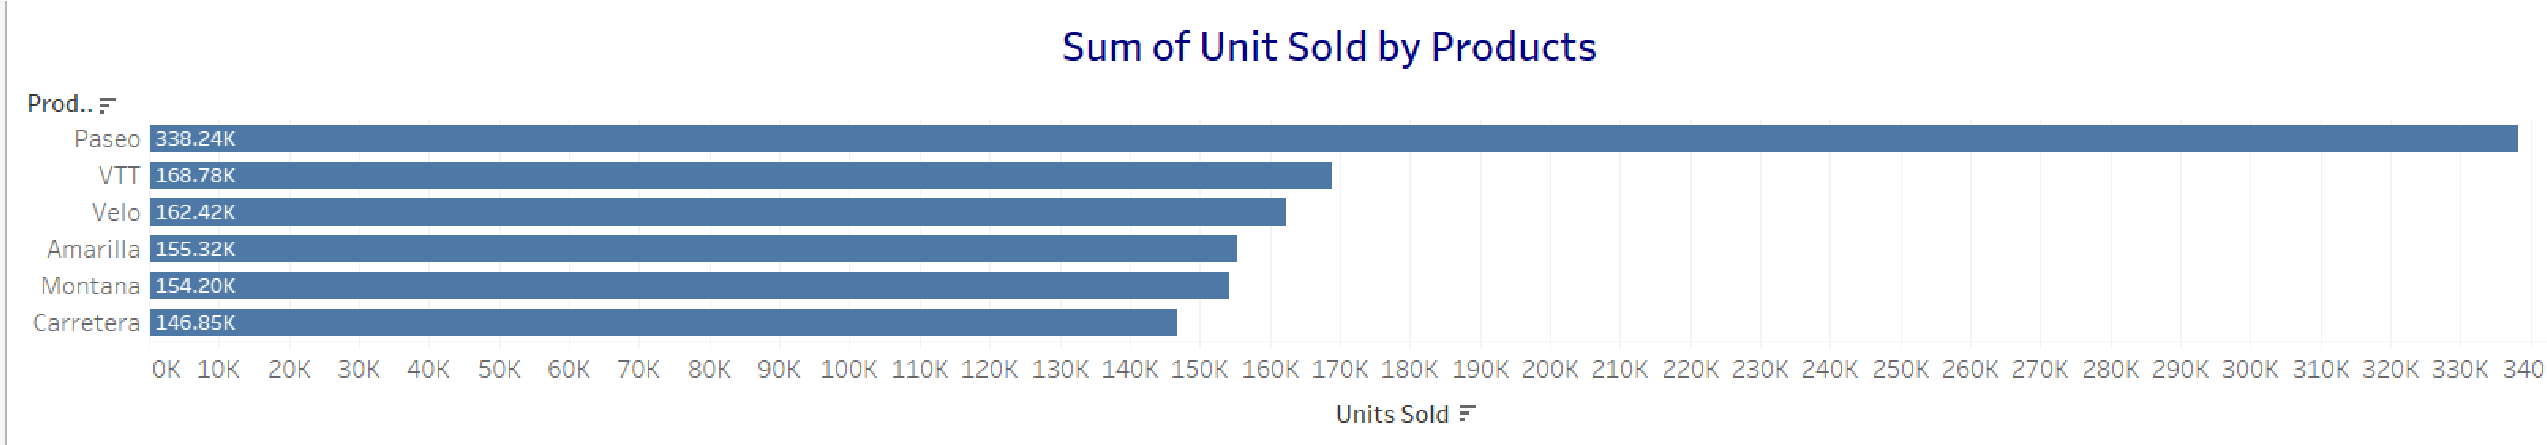 Sum of Unit Sold by Products
Prod..
Paseo 338.24K
VTT 168.78K
Velo 162.42K
Amarilla 155.32K
Montana 154.20K
Carretera 146.85K
0K 10K 20K 30K 40K 50K 60K 70K 80K 90K 100K 110K 120K 130K 140K 150K 160K 170K 180K 190K 200K 210K 220K 230K 240K 250K 260K 270K 280K 290K 300K 310K 320K 330K 340
Units Sold